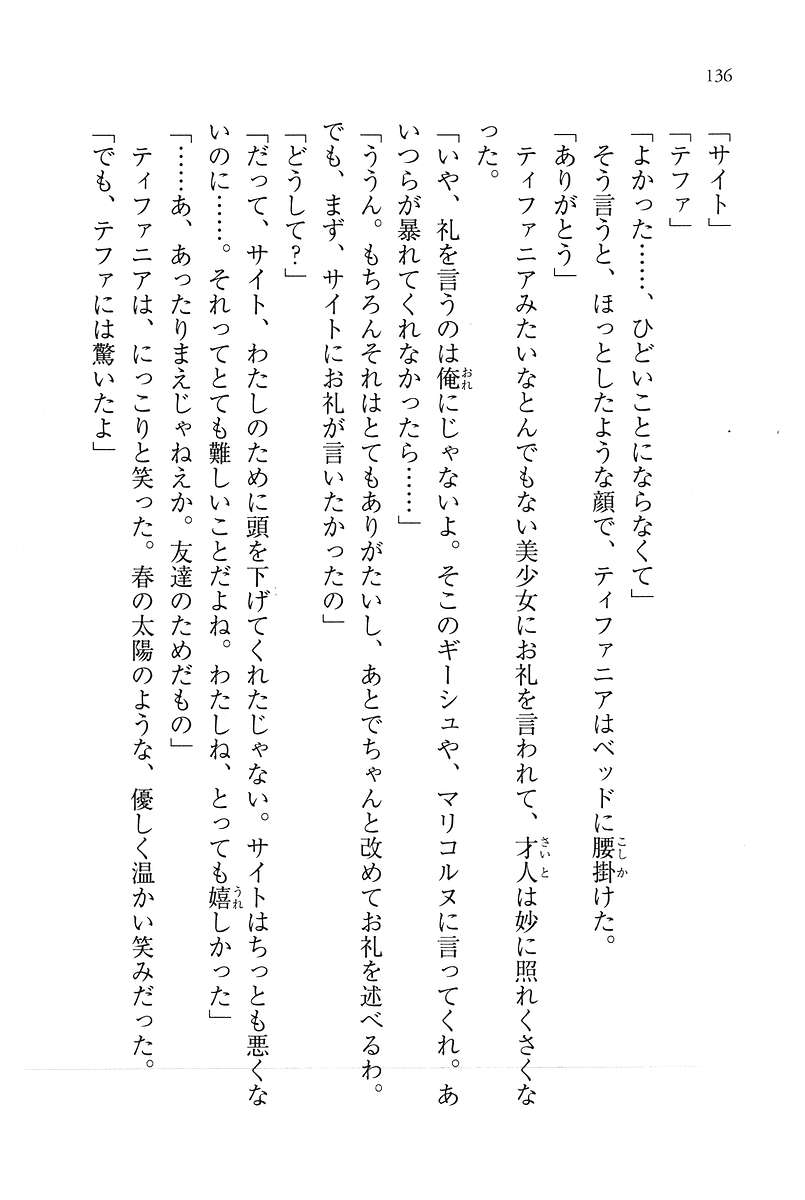 136
「サイト」
「テファ」
「よかった……、ひどいことにならなくて」
そう言うと、ほっとしたような顔で、ティファニアはベッドに腰掛けた。
「ありがとう」
ティファニアみたいなとんでもない美少女にお礼を言われて、才人は妙に照れくさくな
った。
「いや、礼を言うのは俺にじゃないよ。そこのギーシュや、マリコルヌに言ってくれ。あ
いつらが暴れてくれなかったら……」
「ううん。もちろんそれはとてもありがたいし、あとでちゃんと改めてお礼を述べるわ。
でも、まず、サイトにお礼が言いたかったの」
「どうして?」
「だって、サイト、わたしのために頭を下げてくれたじゃない。サイトはちっとも悪くな
いのに……。それってとても難しいことだよね。わたしね、とっても嬉しかった」
「……あ、あったりまえじゃねえか。友達のためだもの」
ティファニアは、にっこりと笑った。春の太陽のような、優しく温かい笑みだった。
「でも、テファには驚いたよ」